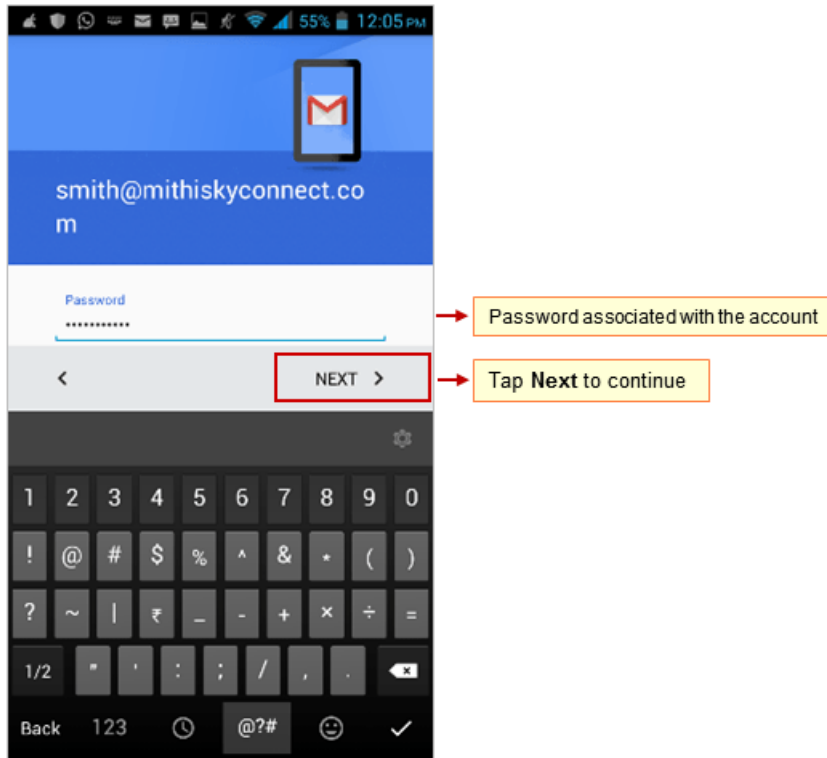 55% 12:05 PM
smith@mithiskyconnect.co
m
Password
Password associated with the account
NEXT
Tap Next to continue
1 2 3 4 5 6 7 8 9 0
! @ # $ % ^ & * ( )
? ~ | ₹ _ - + × ÷ =
1/2 " ' : ; / , .
Back 123 @?#